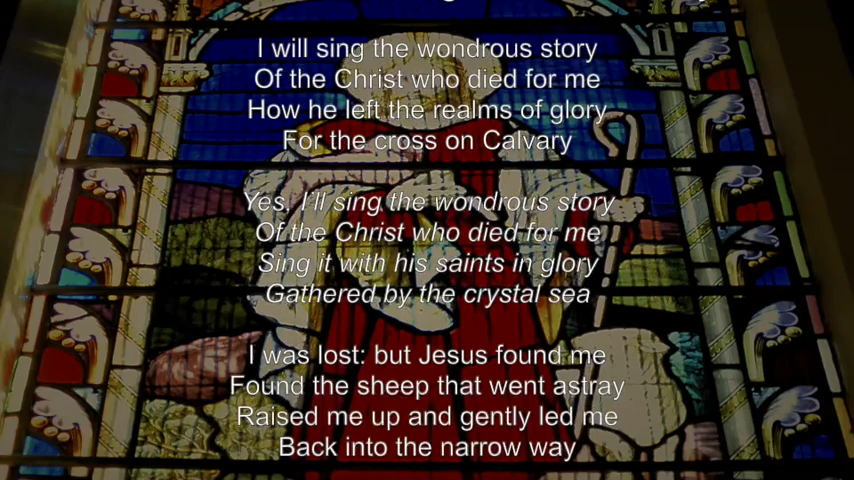 I will sing the wondrous story
Of the Christ who died for me
How he left the realms of glory
For the cross on Calvary
Yes, I'll sing the wondrous story
Of the Christ who died for me
Sing it with his saints in glory
Gathered by the crystal sea
I was lost: but Jesus found me
Found the sheep that went astray
Raised me up and gently led me
Back into the narrow way